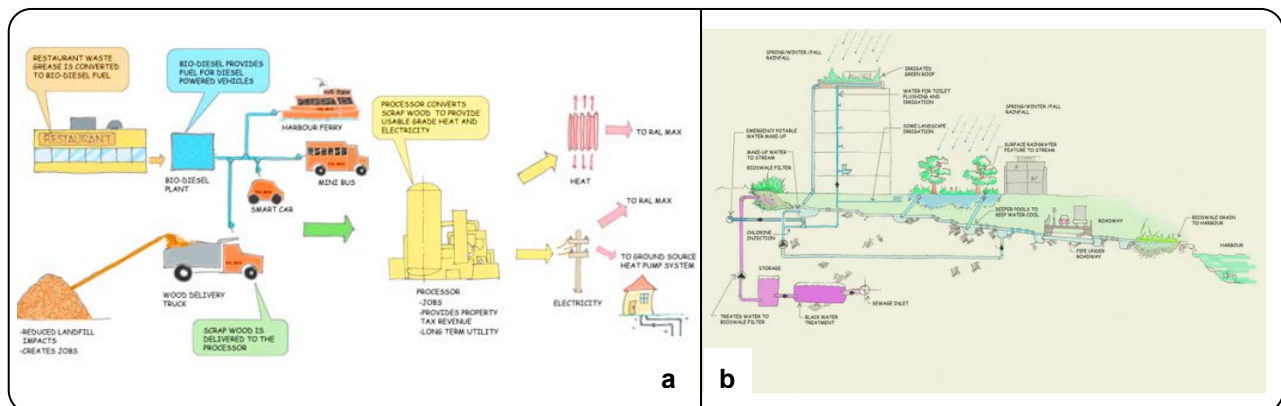 RESTAURANT WASTE
GREASE IS CONVERTED
TO BIO-DIESEL FUEL
BIO-DIESEL PROVIDES
FUEL FOR DIESEL
POWERED VEHICLES
RESTAURANT
BIO-DIESEL
PLANT
HARBOUR FERRY
MINI BUS
SMART CAR
PROCESSOR CONVERTS
SCRAP WOOD TO PROVIDE
USABLE GRADE HEAT AND
ELECTRICITY
HEAT
TO RAL MAX
TO RAL MAX
TO GROUND SOURCE
HEAT PUMP SYSTEM
ELECTRICITY
WOOD DELIVERY
TRUCK
-REDUCED LANDFILL
IMPACTS
-CREATES JOBS
SCRAP WOOD IS
DELIVERED TO THE
PROCESSOR
PROCESSOR
-JOBS
-PROVIDES PROPERTY
TAX REVENUE
-LONG TERM UTILITY
a
SPRING/WINTER/FALL
RAINFALL
IRRIGATED
GREEN ROOF
WATER FOR TOILET
FLUSHING AND
IRRIGATION
SPRING/WINTER/FALL
RAINFALL
SOME LANDSCAPE
IRRIGATION
EMERGENCY POTABLE
WATER MAKE-UP
MAKE-UP WATER
TO STREAM
BIOSWALE FILTER
SURFACE RAINWATER
FEATURE TO STREAM
DEEPER POOLS TO
KEEP WATER COOL
ROADWAY
BIOSWALE DRAIN
TO HARBOUR
HARBOUR
CHLORINE
INJECTION
PIPE UNDER
ROADWAY
STORAGE
SEWAGE INLET
TREATED WATER TO
BIOSWALE FILTER
BLACK WATER
TREATMENT
b